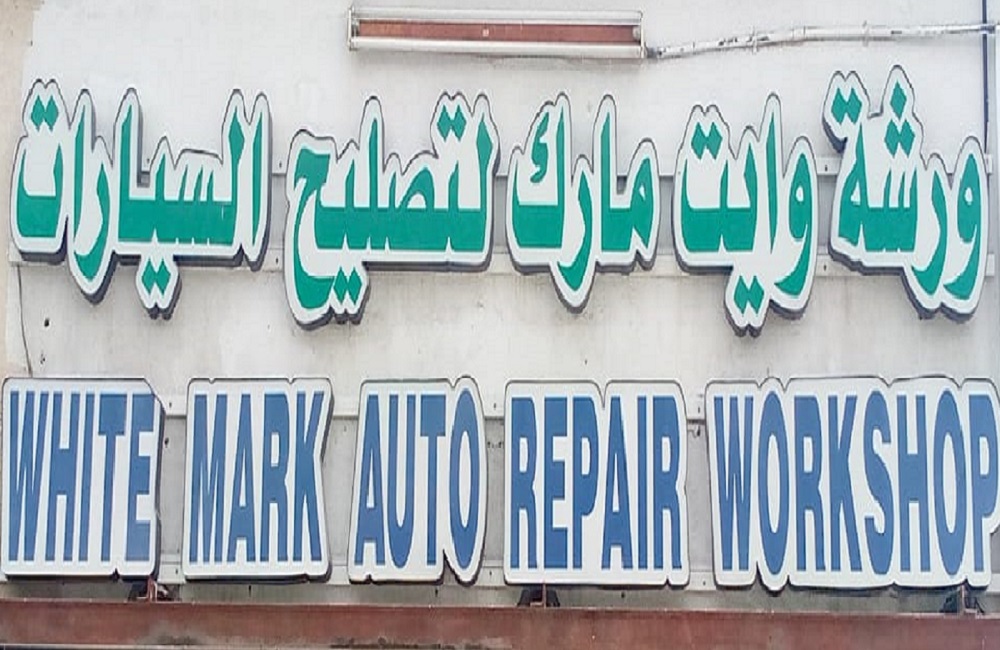 ورشة وايت مارك لتصليح السيارات
WHITE MARK AUTO REPAIR WORKSHOP